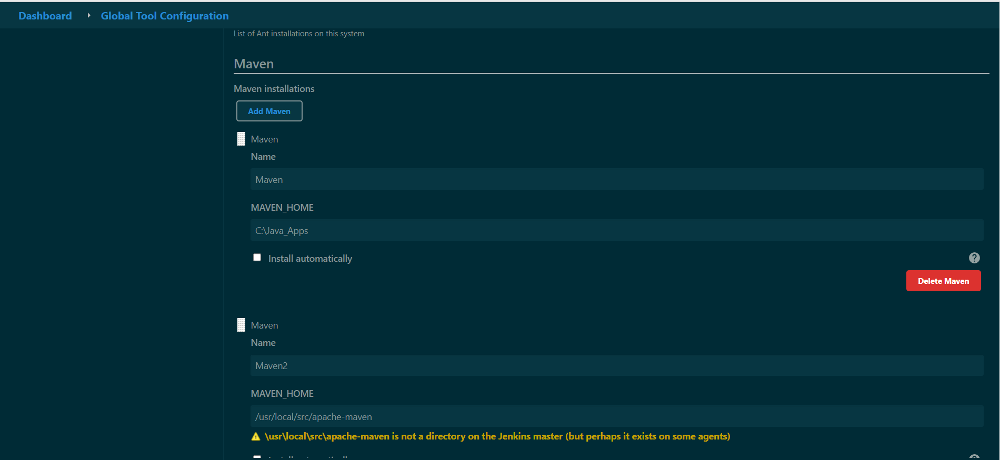 Dashboard
Global Tool Configuration
List of Ant installations on this system
Maven
Maven installations
Add Maven
Maven
Name
Maven
MAVEN_HOME
C:\Java_Apps
Install automatically
?
Delete Maven
Maven
Name
Maven2
MAVEN_HOME
/usr/local/src/apache-maven
\usr\local\src\apache-maven is not a directory on the Jenkins master (but perhaps it exists on some agents)